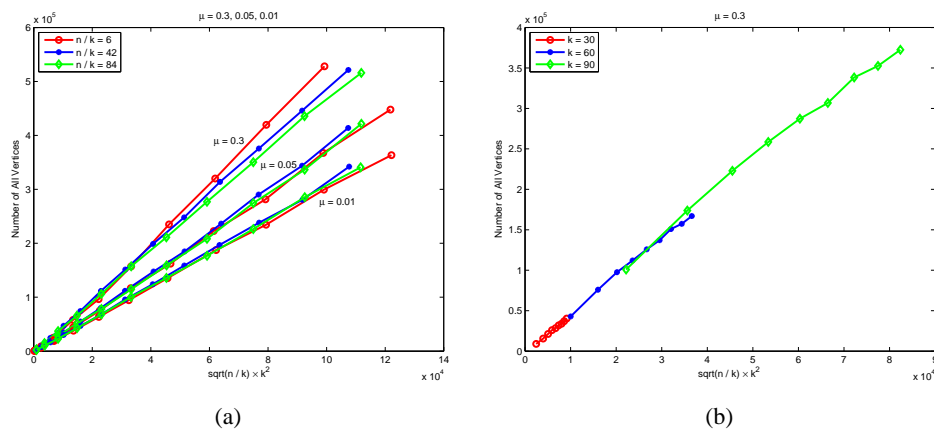 μ = 0.3, 0.05, 0.01
x 10^5
6
5
4
3
2
1
0
Number of All Vertices
n / k = 6
n / k = 42
n / k = 84
μ = 0.3
μ = 0.05
μ = 0.01
0 2 4 6 8 10 12 14
x 10^4
sqrt(n / k) × k^2
(a)
μ = 0.3
x 10^5
4
3.5
3
2.5
2
1.5
1
0.5
0
Number of All Vertices
k = 30
k = 60
k = 90
0 1 2 3 4 5 6 7 8 9
x 10^4
sqrt(n / k) × k^2
(b)